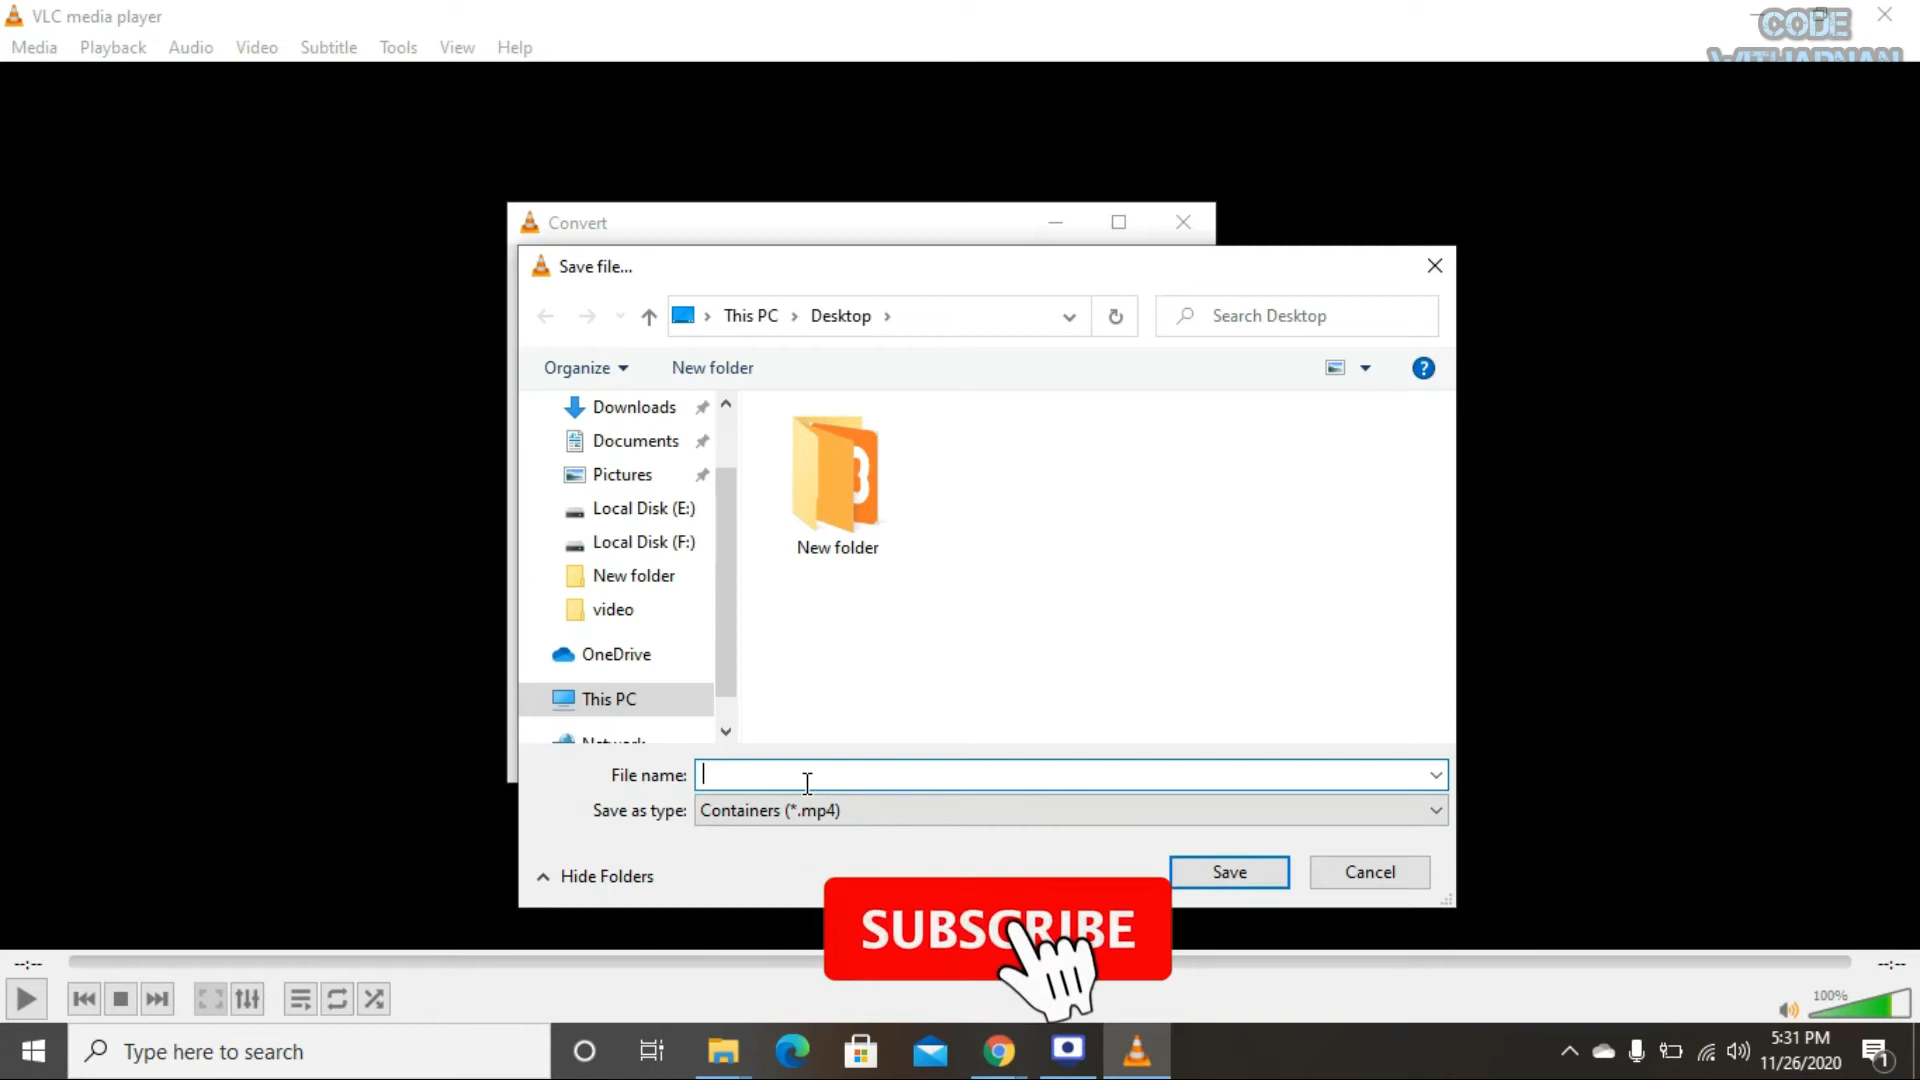 VLC media player
CODE
WITHADNAN
Media Playback Audio Video Subtitle Tools View Help
Convert
Save file...
This PC Desktop
Search Desktop
Organize
New folder
Downloads
Documents
Pictures
Local Disk (E:)
Local Disk (F:)
New folder
video
OneDrive
This PC
Network
New folder
File name:
Save as type: Containers (*.mp4)
Hide Folders
Save
Cancel
SUBSCRIBE
--:--
--:--
100%
Type here to search
5:31 PM
11/26/2020
1